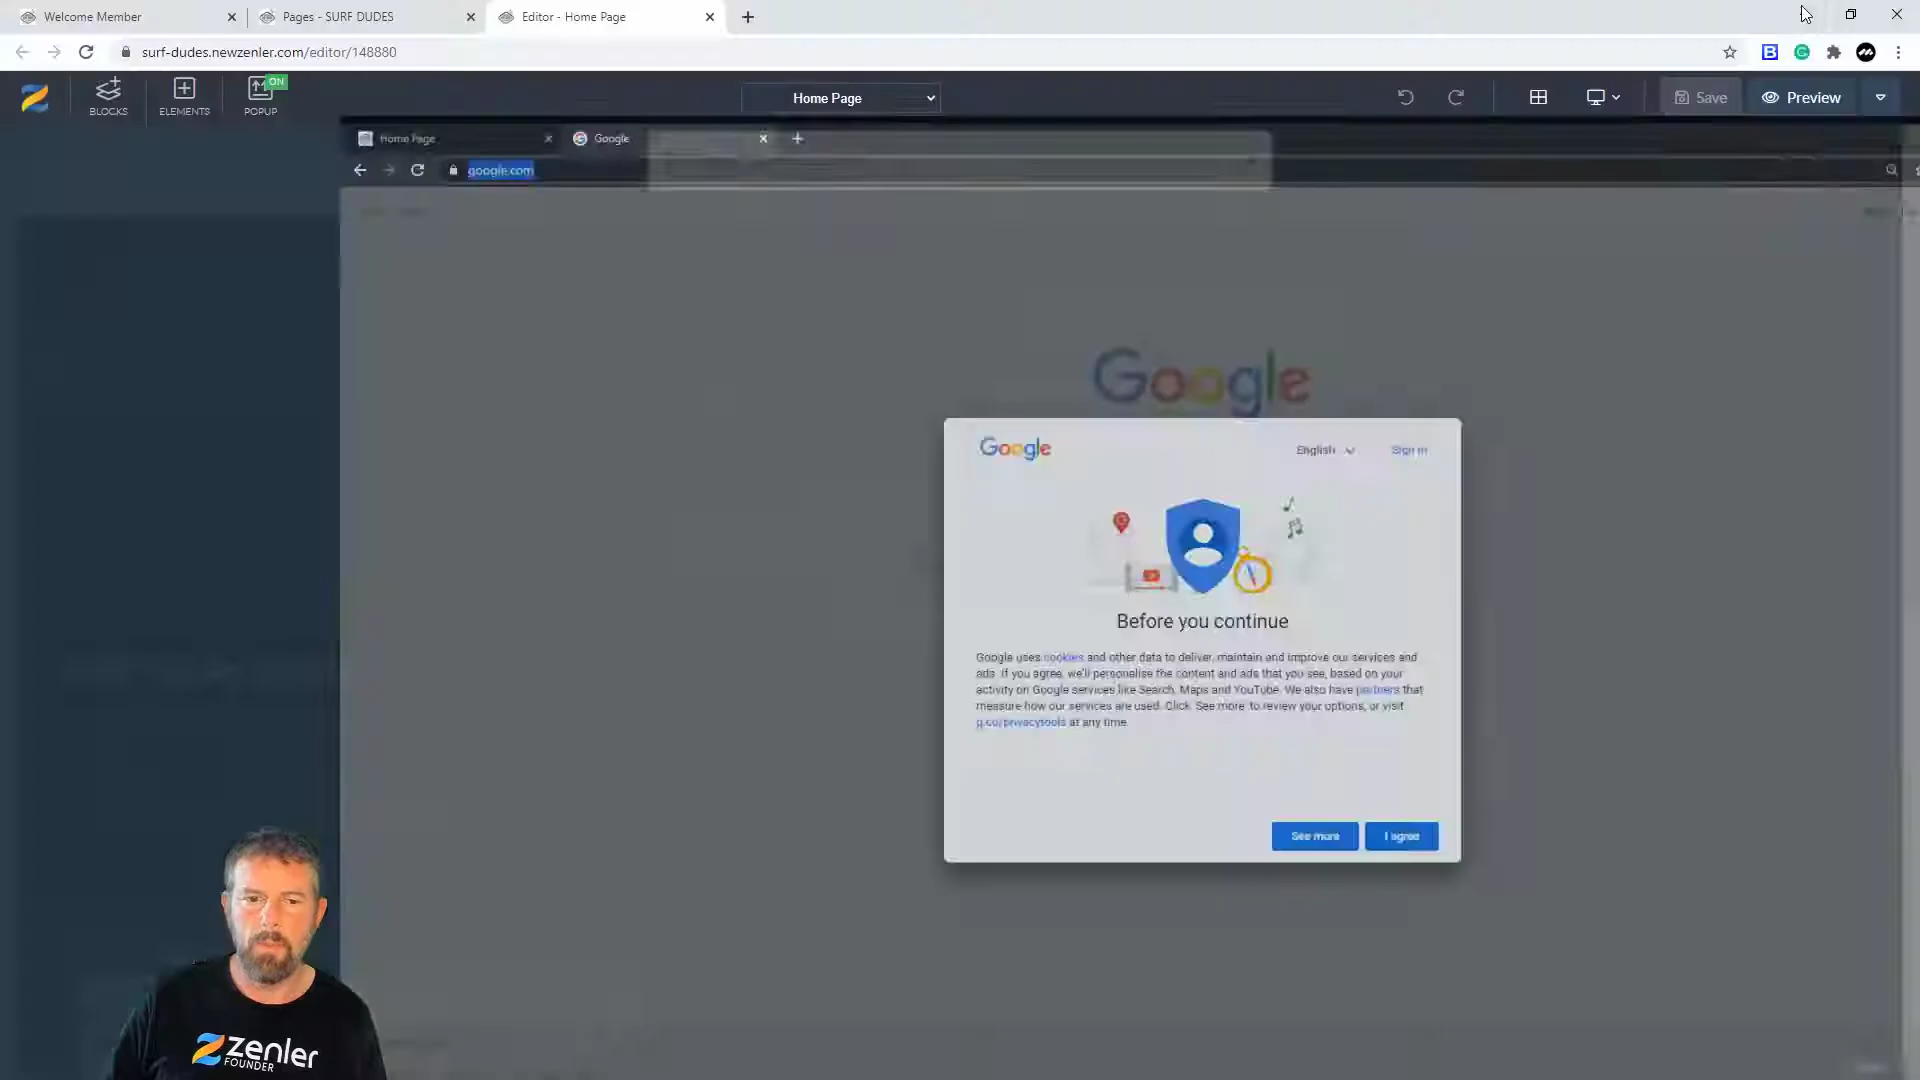 Welcome Member
Pages - SURF DUDES
Editor - Home Page
surf-dudes.newzenler.com/editor/148880
BLOCKS
ELEMENTS
POPUP
ON
Home Page
Save
Preview
Home Page
Google
google.com
Google
Google
English
Sign in
Before you continue
Google uses cookies and other data to deliver, maintain and improve our services and
ads. If you agree, we'll personalise the content and ads that you see, based on your
activity on Google services like Search, Maps and YouTube. We also have partners that
measure how our services are used. Click See more to review your options, or visit
g.co/privacytools at any time.
See more
I agree
zenler
FOUNDER